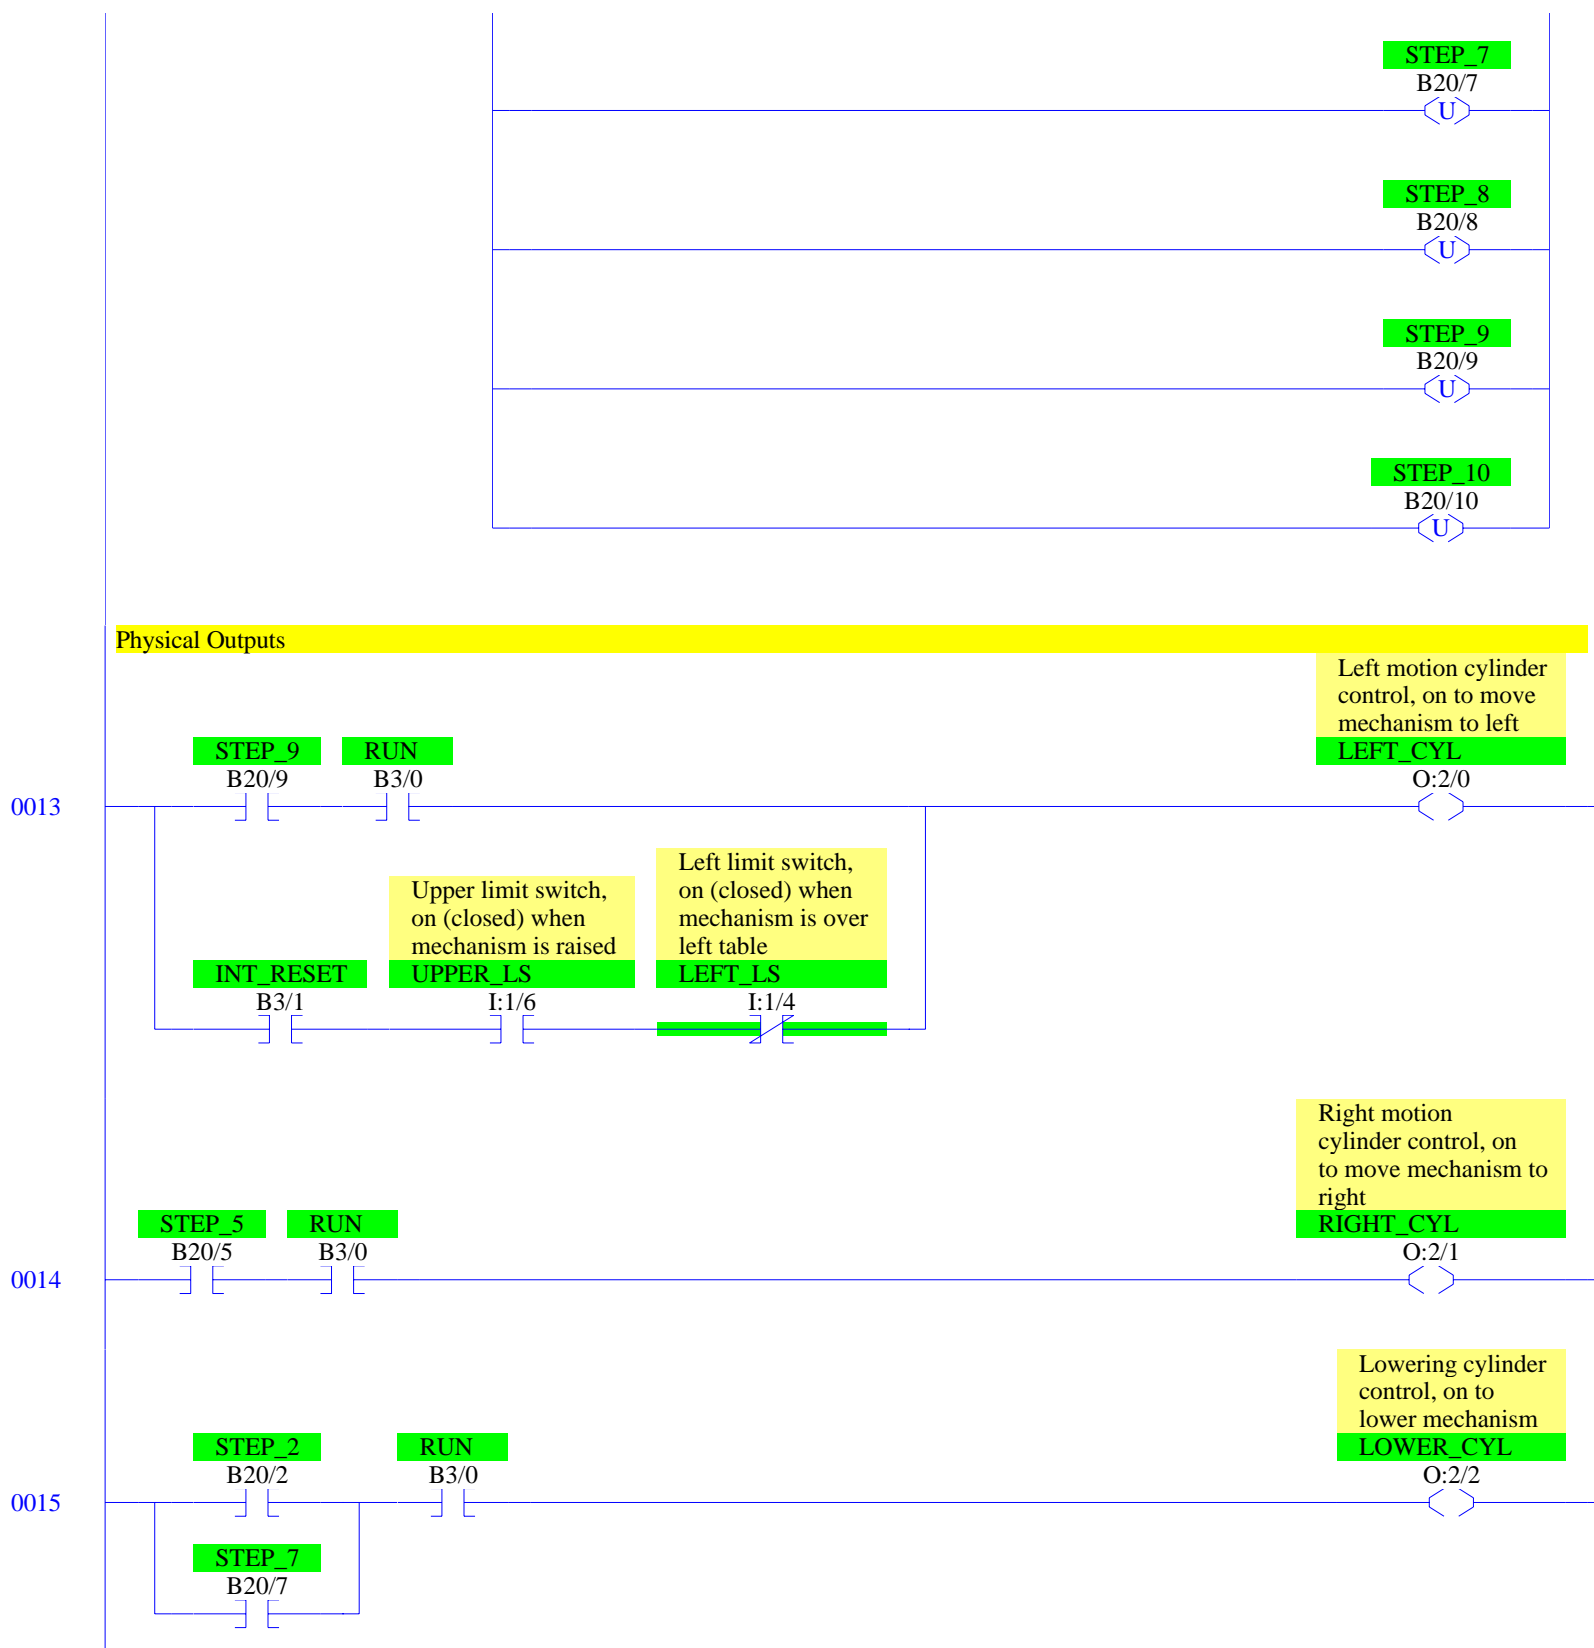 STEP_7
B20/7
U
STEP_8
B20/8
U
STEP_9
B20/9
U
STEP_10
B20/10
U
Physical Outputs
Left motion cylinder
control, on to move
mechanism to left
STEP_9 RUN LEFT_CYL
B20/9 B3/0 O:2/0
0013
Left limit switch,
on (closed) when
mechanism is over
left table
Upper limit switch,
on (closed) when
mechanism is raised
INT_RESET UPPER_LS LEFT_LS
B3/1 I:1/6 I:1/4
Right motion
cylinder control, on
to move mechanism to
right
STEP_5 RUN RIGHT_CYL
B20/5 B3/0 O:2/1
0014
Lowering cylinder
control, on to
lower mechanism
STEP_2 RUN LOWER_CYL
B20/2 B3/0 O:2/2
0015
STEP_7
B20/7